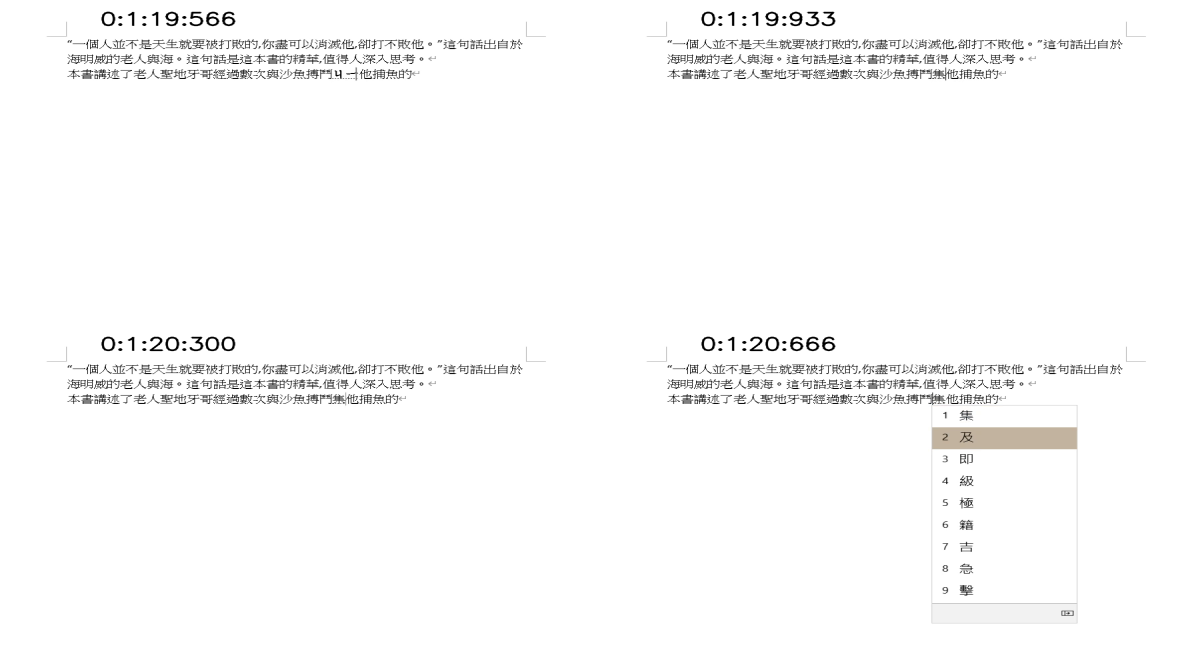 0:1:19:566
“一個人並不是天生就要被打敗的,你盡可以消滅他,卻打不敗他。”這句話出自於
海明威的老人與海。這句話是這本書的精華,值得人深入思考。
本書講述了老人聖地牙哥經過數次與沙魚搏鬥ㄐㄧ他捕魚的
0:1:19:933
“一個人並不是天生就要被打敗的,你盡可以消滅他,卻打不敗他。”這句話出自於
海明威的老人與海。這句話是這本書的精華,值得人深入思考。
本書講述了老人聖地牙哥經過數次與沙魚搏鬥集他捕魚的
0:1:20:300
“一個人並不是天生就要被打敗的,你盡可以消滅他,卻打不敗他。”這句話出自於
海明威的老人與海。這句話是這本書的精華,值得人深入思考。
本書講述了老人聖地牙哥經過數次與沙魚搏鬥集他捕魚的
0:1:20:666
“一個人並不是天生就要被打敗的,你盡可以消滅他,卻打不敗他。”這句話出自於
海明威的老人與海。這句話是這本書的精華,值得人深入思考。
本書講述了老人聖地牙哥經過數次與沙魚搏鬥集他捕魚的
1 集
2 及
3 即
4 級
5 極
6 籍
7 吉
8 急
9 擊